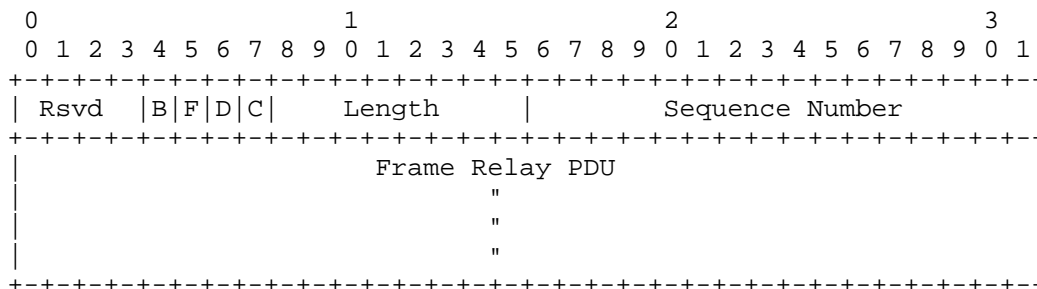 0                   1                   2                   3
0 1 2 3 4 5 6 7 8 9 0 1 2 3 4 5 6 7 8 9 0 1 2 3 4 5 6 7 8 9 0 1
+-+-+-+-+-+-+-+-+-+-+-+-+-+-+-+-+-+-+-+-+-+-+-+-+-+-+-+-+-+-+-+-
| Rsvd  |B|F|D|C|    Length     |        Sequence Number
+-+-+-+-+-+-+-+-+-+-+-+-+-+-+-+-+-+-+-+-+-+-+-+-+-+-+-+-+-+-+-+-
|                      Frame Relay PDU
|                             "
|                             "
|                             "
+-+-+-+-+-+-+-+-+-+-+-+-+-+-+-+-+-+-+-+-+-+-+-+-+-+-+-+-+-+-+-+-